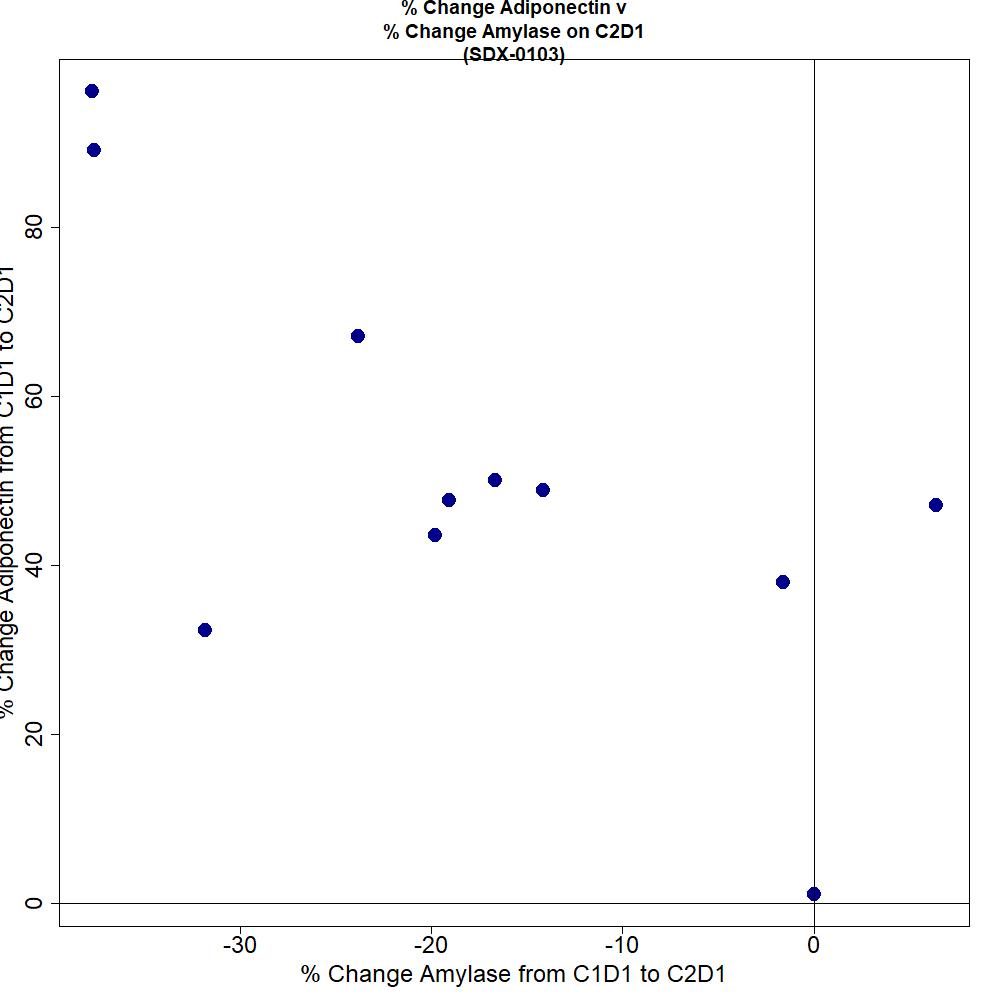 % Change Adiponectin v
% Change Amylase on C2D1
(SDX-0103)
% Change Adiponectin from C1D1 to C2D1
80
60
40
20
0
-30
-20
-10
0
% Change Amylase from C1D1 to C2D1